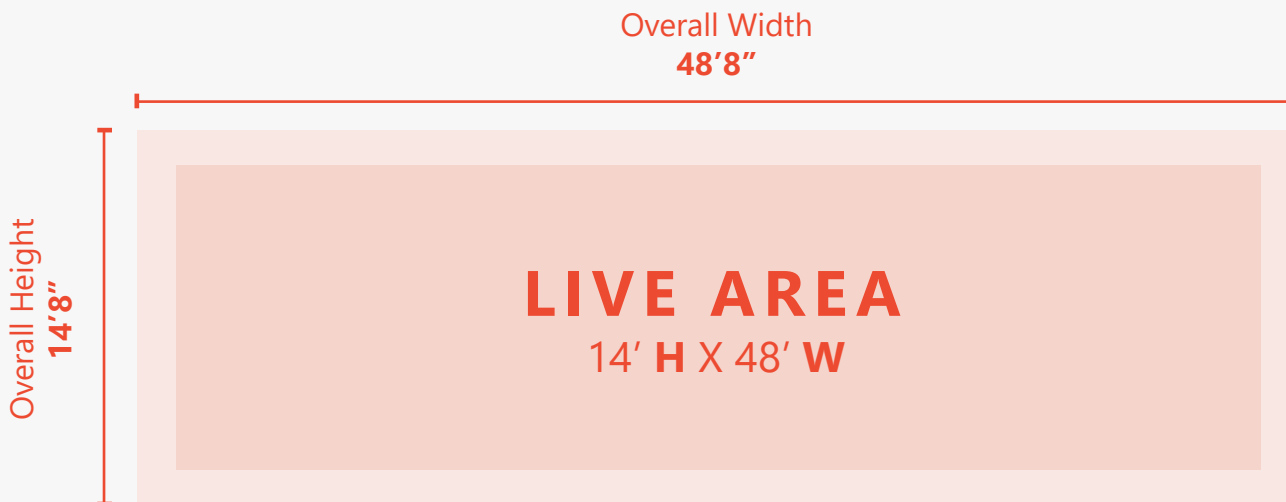 Overall Width
48’8”
Overall Height
14’8”
LIVE AREA
14’ H X 48’ W